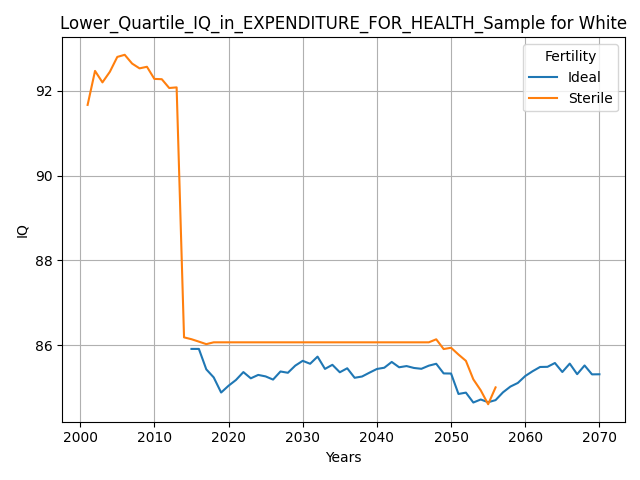 Lower_Quartile_IQ_in_EXPENDITURE_FOR_HEALTH_Sample for White
Fertility
Ideal
Sterile
92
90
88
86
IQ
2000 2010 2020 2030 2040 2050 2060 2070
Years